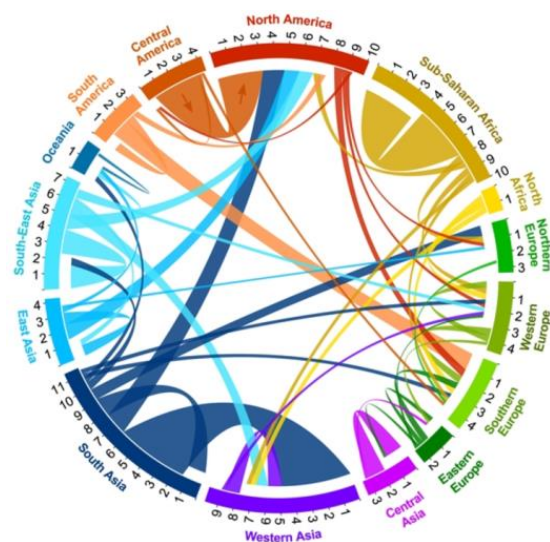 North America
1 2 3 4 5 6 7 8 9 10
Sub-Saharan Africa
1 2 3 4 5 6 7 8 9 10
North
Africa
1
Northern
Europe
1 2 3
Western
Europe
1 2 3 4
Southern
Europe
1 2 3 4
Eastern
Europe
1 2
Central
Asia
1 2 3
Western Asia
1 2 3 4 5 6 7 8 9
South Asia
1 2 3 4 5 6 7 8 9 10 11
East Asia
1 2 3 4
South-East Asia
1 2 3 4 5 6 7
Oceania
1
South
America
1 2 3
Central
America
1 2 3 4